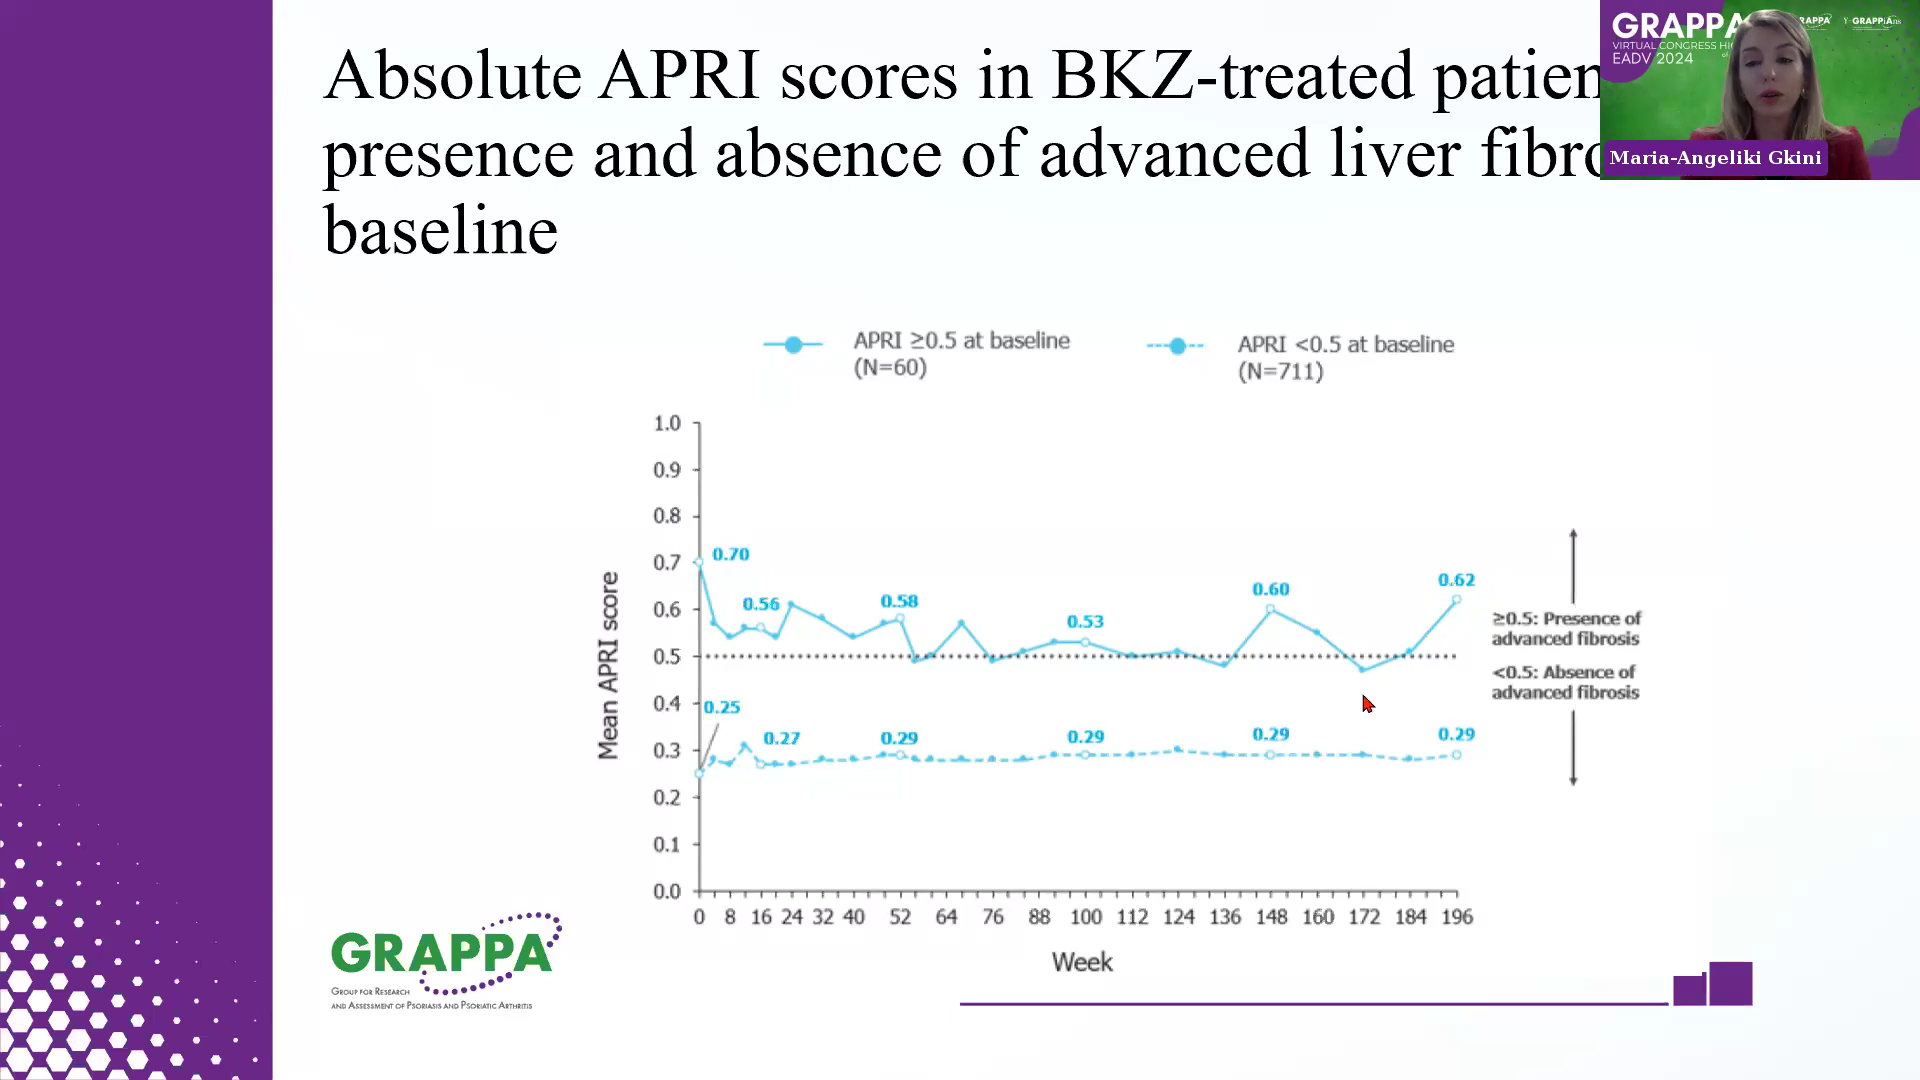 Absolute APRI scores in BKZ-treated patien
presence and absence of advanced liver fibro
baseline
GRAPPA
VIRTUAL CONGRESS HI
EADV 2024
GRAPPA
Y-GRAPPIAns
Maria-Angeliki Gkini
APRI ≥0.5 at baseline
(N=60)
APRI <0.5 at baseline
(N=711)
Mean APRI score
1.0
0.9
0.8
0.7
0.6
0.5
0.4
0.3
0.2
0.1
0.0
0.70
0.56
0.58
0.53
0.60
0.62
0.25
0.27
0.29
0.29
0.29
0.29
≥0.5: Presence of
advanced fibrosis
<0.5: Absence of
advanced fibrosis
0 8 16 24 32 40 52 64 76 88 100 112 124 136 148 160 172 184 196
Week
GRAPPA
GROUP FOR RESEARCH
AND ASSESSMENT OF PSORIASIS AND PSORIATIC ARTHRITIS